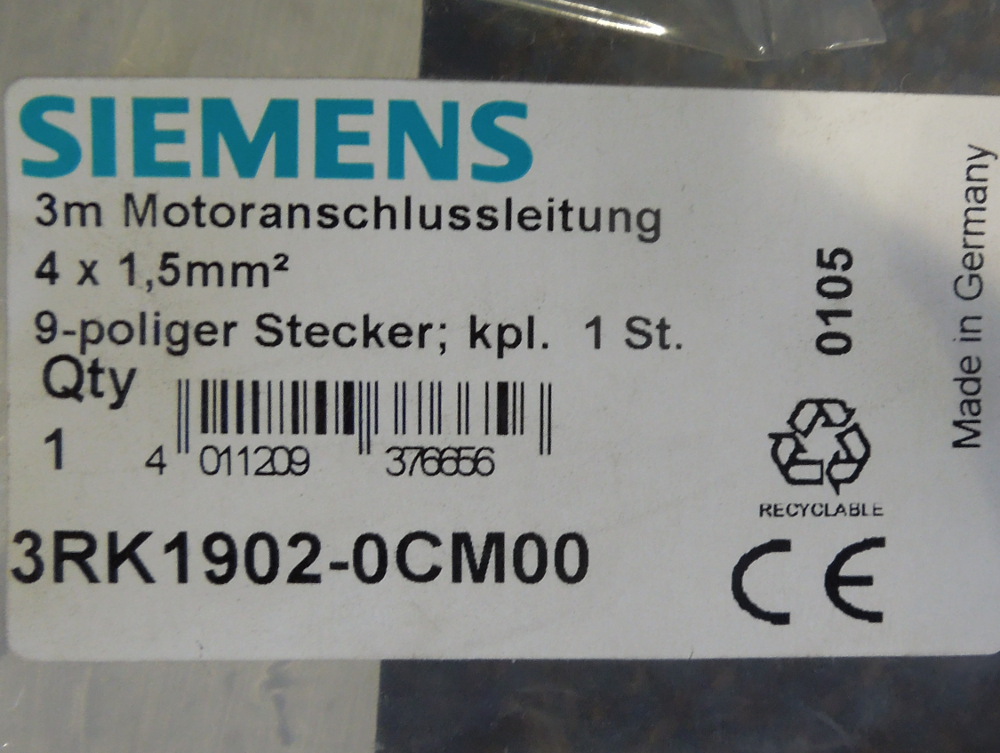 SIEMENS
3m Motoranschlussleitung
4 x 1,5mm²
9-poliger Stecker; kpl. 1 St.
Qty
1
4 011209 376656
3RK1902-0CM00
0105
RECYCLABLE
CE
Made in Germany